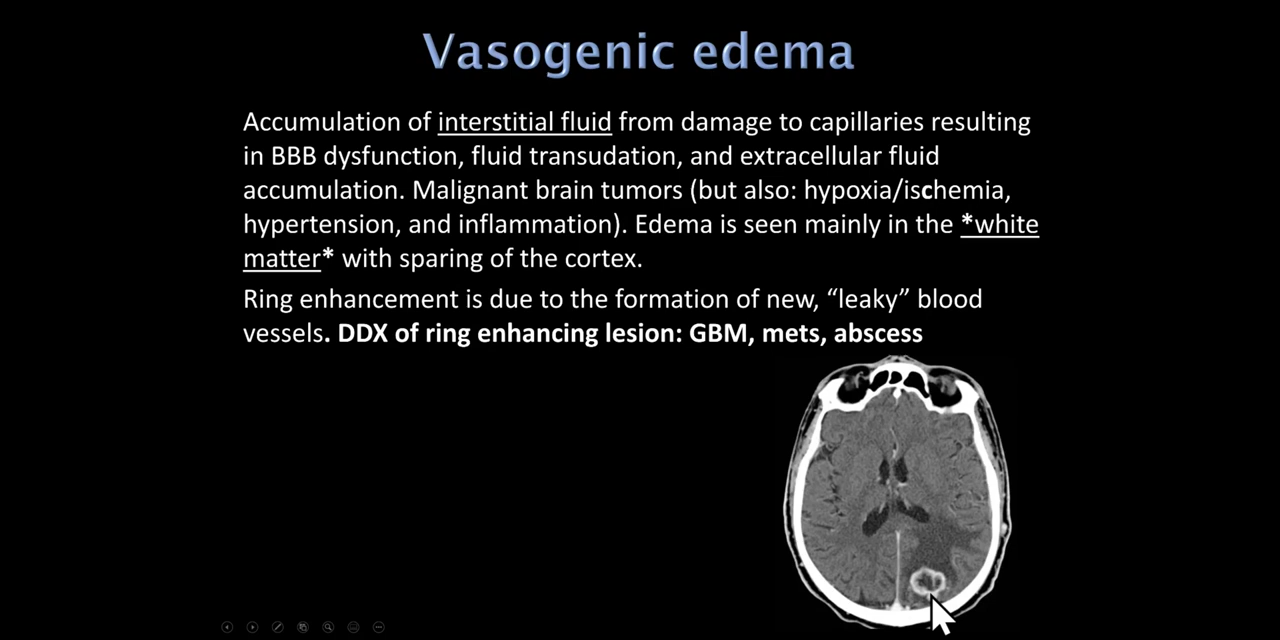 Vasogenic edema
Accumulation of interstitial fluid from damage to capillaries resulting
in BBB dysfunction, fluid transudation, and extracellular fluid
accumulation. Malignant brain tumors (but also: hypoxia/ischemia,
hypertension, and inflammation). Edema is seen mainly in the *white
matter* with sparing of the cortex.
Ring enhancement is due to the formation of new, “leaky” blood
vessels. DDX of ring enhancing lesion: GBM, mets, abscess